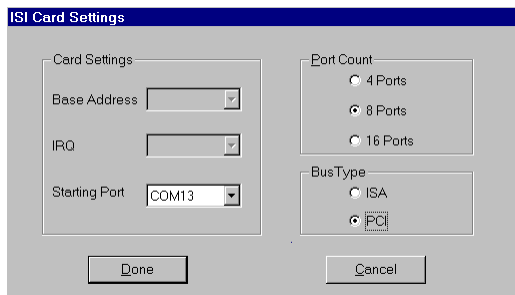 ISI Card Settings
Card Settings
Base Address
IRQ
Starting Port COM13
Port Count
4 Ports
8 Ports
16 Ports
BusType
ISA
PCI
Done
Cancel